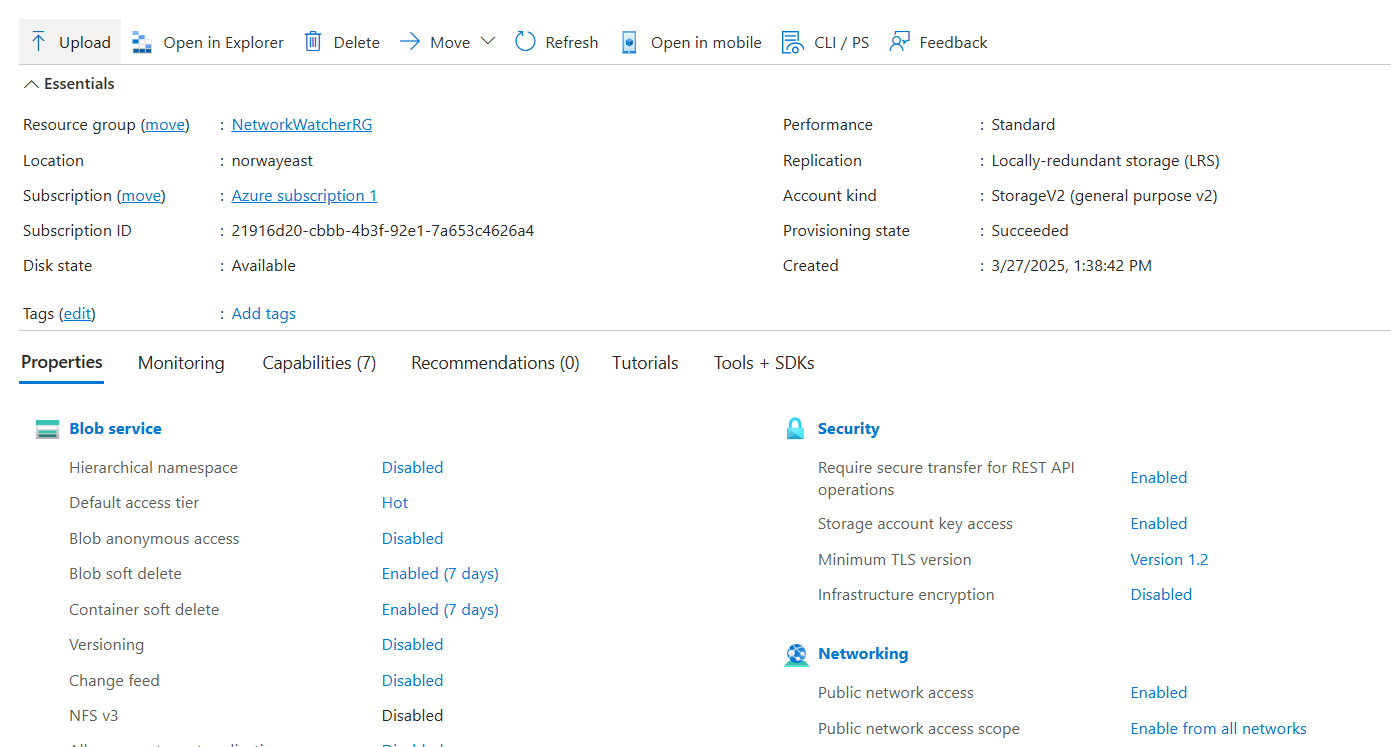 Upload Open in Explorer Delete Move Refresh Open in mobile CLI / PS Feedback
Essentials
Resource group (move) : NetworkWatcherRG
Location : norwayeast
Subscription (move) : Azure subscription 1
Subscription ID : 21916d20-cbbb-4b3f-92e1-7a653c4626a4
Disk state : Available
Tags (edit) : Add tags
Performance : Standard
Replication : Locally-redundant storage (LRS)
Account kind : StorageV2 (general purpose v2)
Provisioning state : Succeeded
Created : 3/27/2025, 1:38:42 PM
Properties Monitoring Capabilities (7) Recommendations (0) Tutorials Tools + SDKs
Blob service
Hierarchical namespace Disabled
Default access tier Hot
Blob anonymous access Disabled
Blob soft delete Enabled (7 days)
Container soft delete Enabled (7 days)
Versioning Disabled
Change feed Disabled
NFS v3 Disabled
Security
Require secure transfer for REST API
operations Enabled
Storage account key access Enabled
Minimum TLS version Version 1.2
Infrastructure encryption Disabled
Networking
Public network access Enabled
Public network access scope Enable from all networks